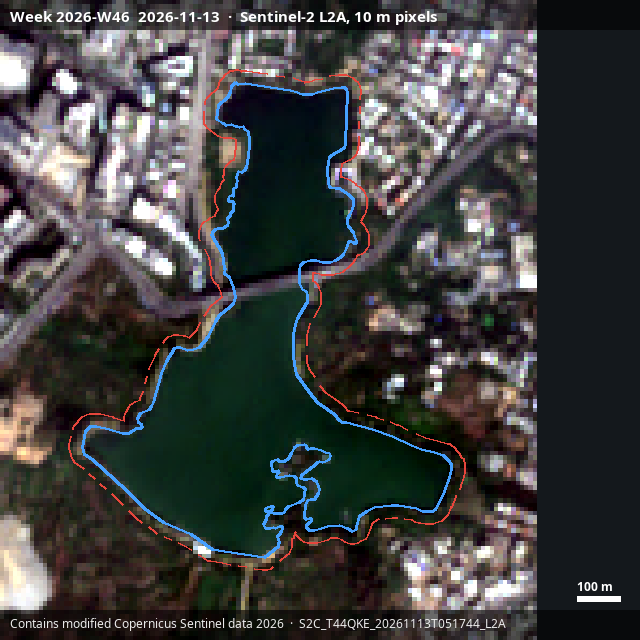 Week 2026-W46 2026-11-13 · Sentinel-2 L2A, 10 m pixels
100 m
Contains modified Copernicus Sentinel data 2026 · S2C_T44QKE_20261113T051744_L2A